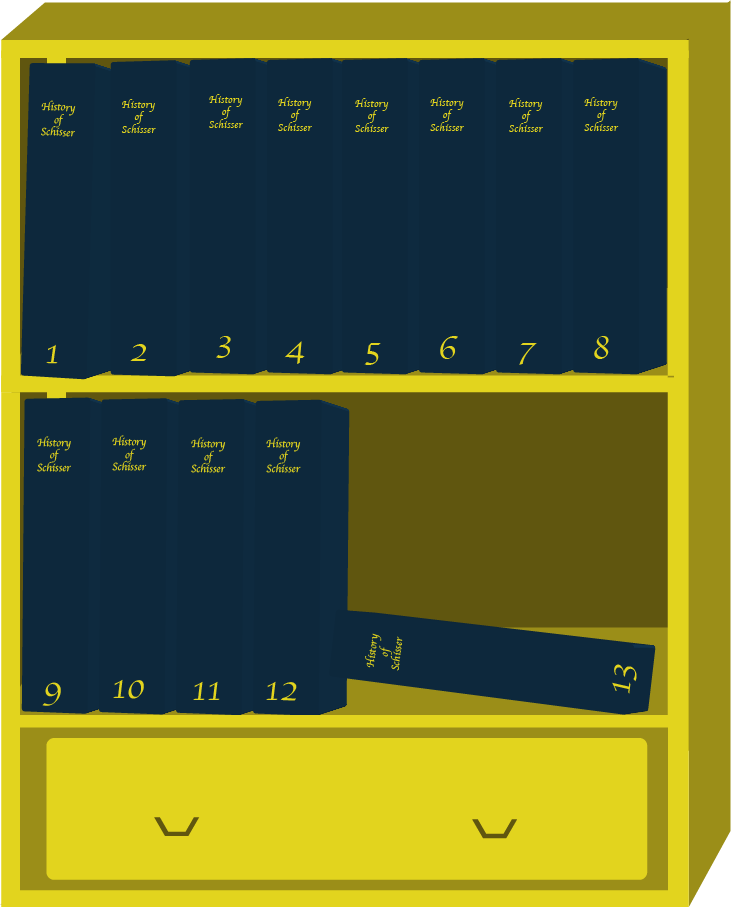 History
of
Schisser
1
History
of
Schisser
2
History
of
Schisser
3
History
of
Schisser
4
History
of
Schisser
5
History
of
Schisser
6
History
of
Schisser
7
History
of
Schisser
8
History
of
Schisser
9
History
of
Schisser
10
History
of
Schisser
11
History
of
Schisser
12
History
of
Schisser
13